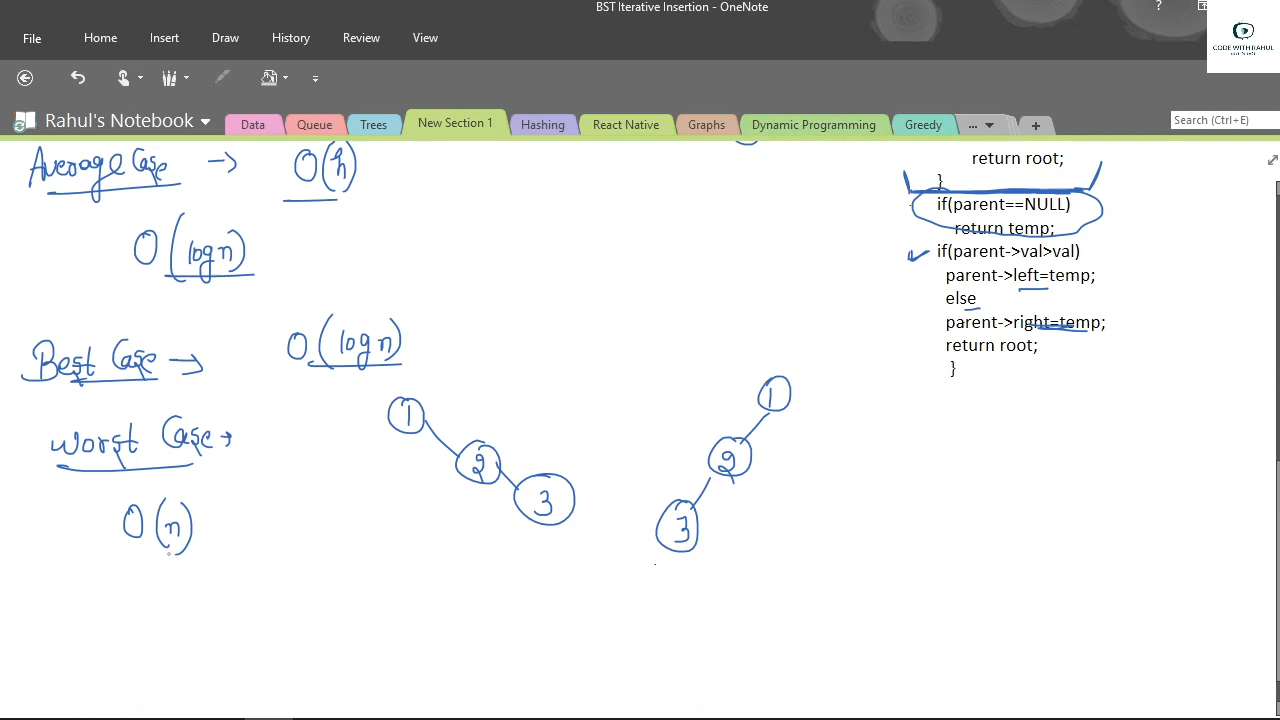 BST Iterative Insertion - OneNote
?
File Home Insert Draw History Review View
CODE WITH RAHUL
Rahul's Notebook
Data Queue Trees New Section 1 Hashing React Native Graphs Dynamic Programming Greedy ...
Search (Ctrl+E)
Average Case → O(h)
O(log n)
Best Case → O(log n)
Worst Case →
O(n)
1
2
3
1
2
3
return root;
}
if(parent==NULL)
return temp;
if(parent->val>val)
parent->left=temp;
else
parent->right=temp;
return root;
}